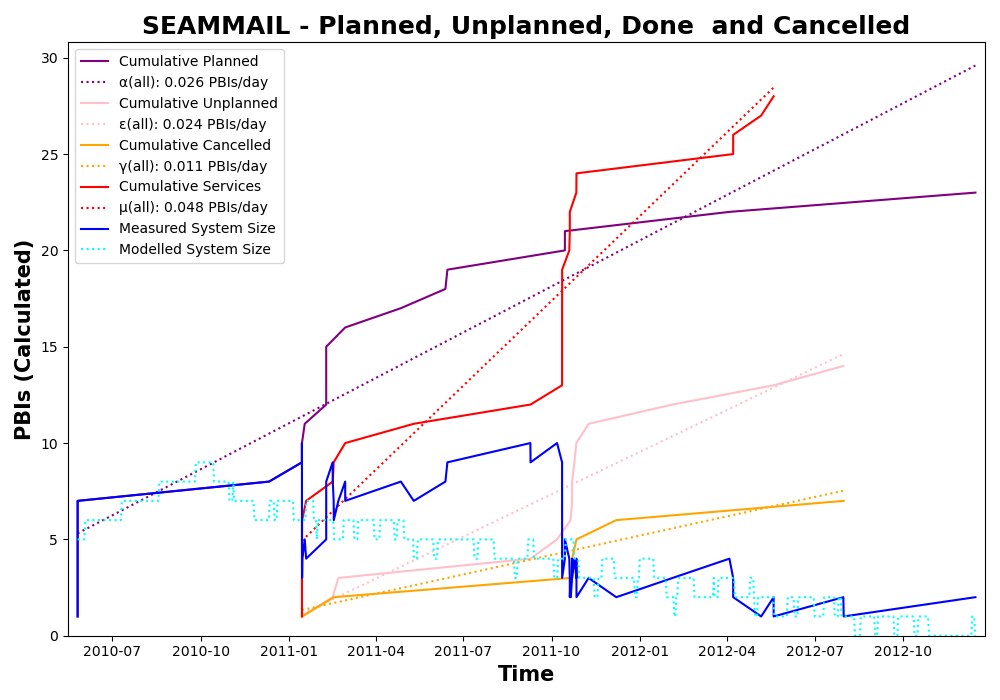 SEAMMAIL - Planned, Unplanned, Done  and Cancelled
Cumulative Planned
α(all): 0.026 PBIs/day
Cumulative Unplanned
ε(all): 0.024 PBIs/day
Cumulative Cancelled
γ(all): 0.011 PBIs/day
Cumulative Services
μ(all): 0.048 PBIs/day
Measured System Size
Modelled System Size
PBIs (Calculated)
30
25
20
15
10
5
0
2010-07 2010-10 2011-01 2011-04 2011-07 2011-10 2012-01 2012-04 2012-07 2012-10
Time